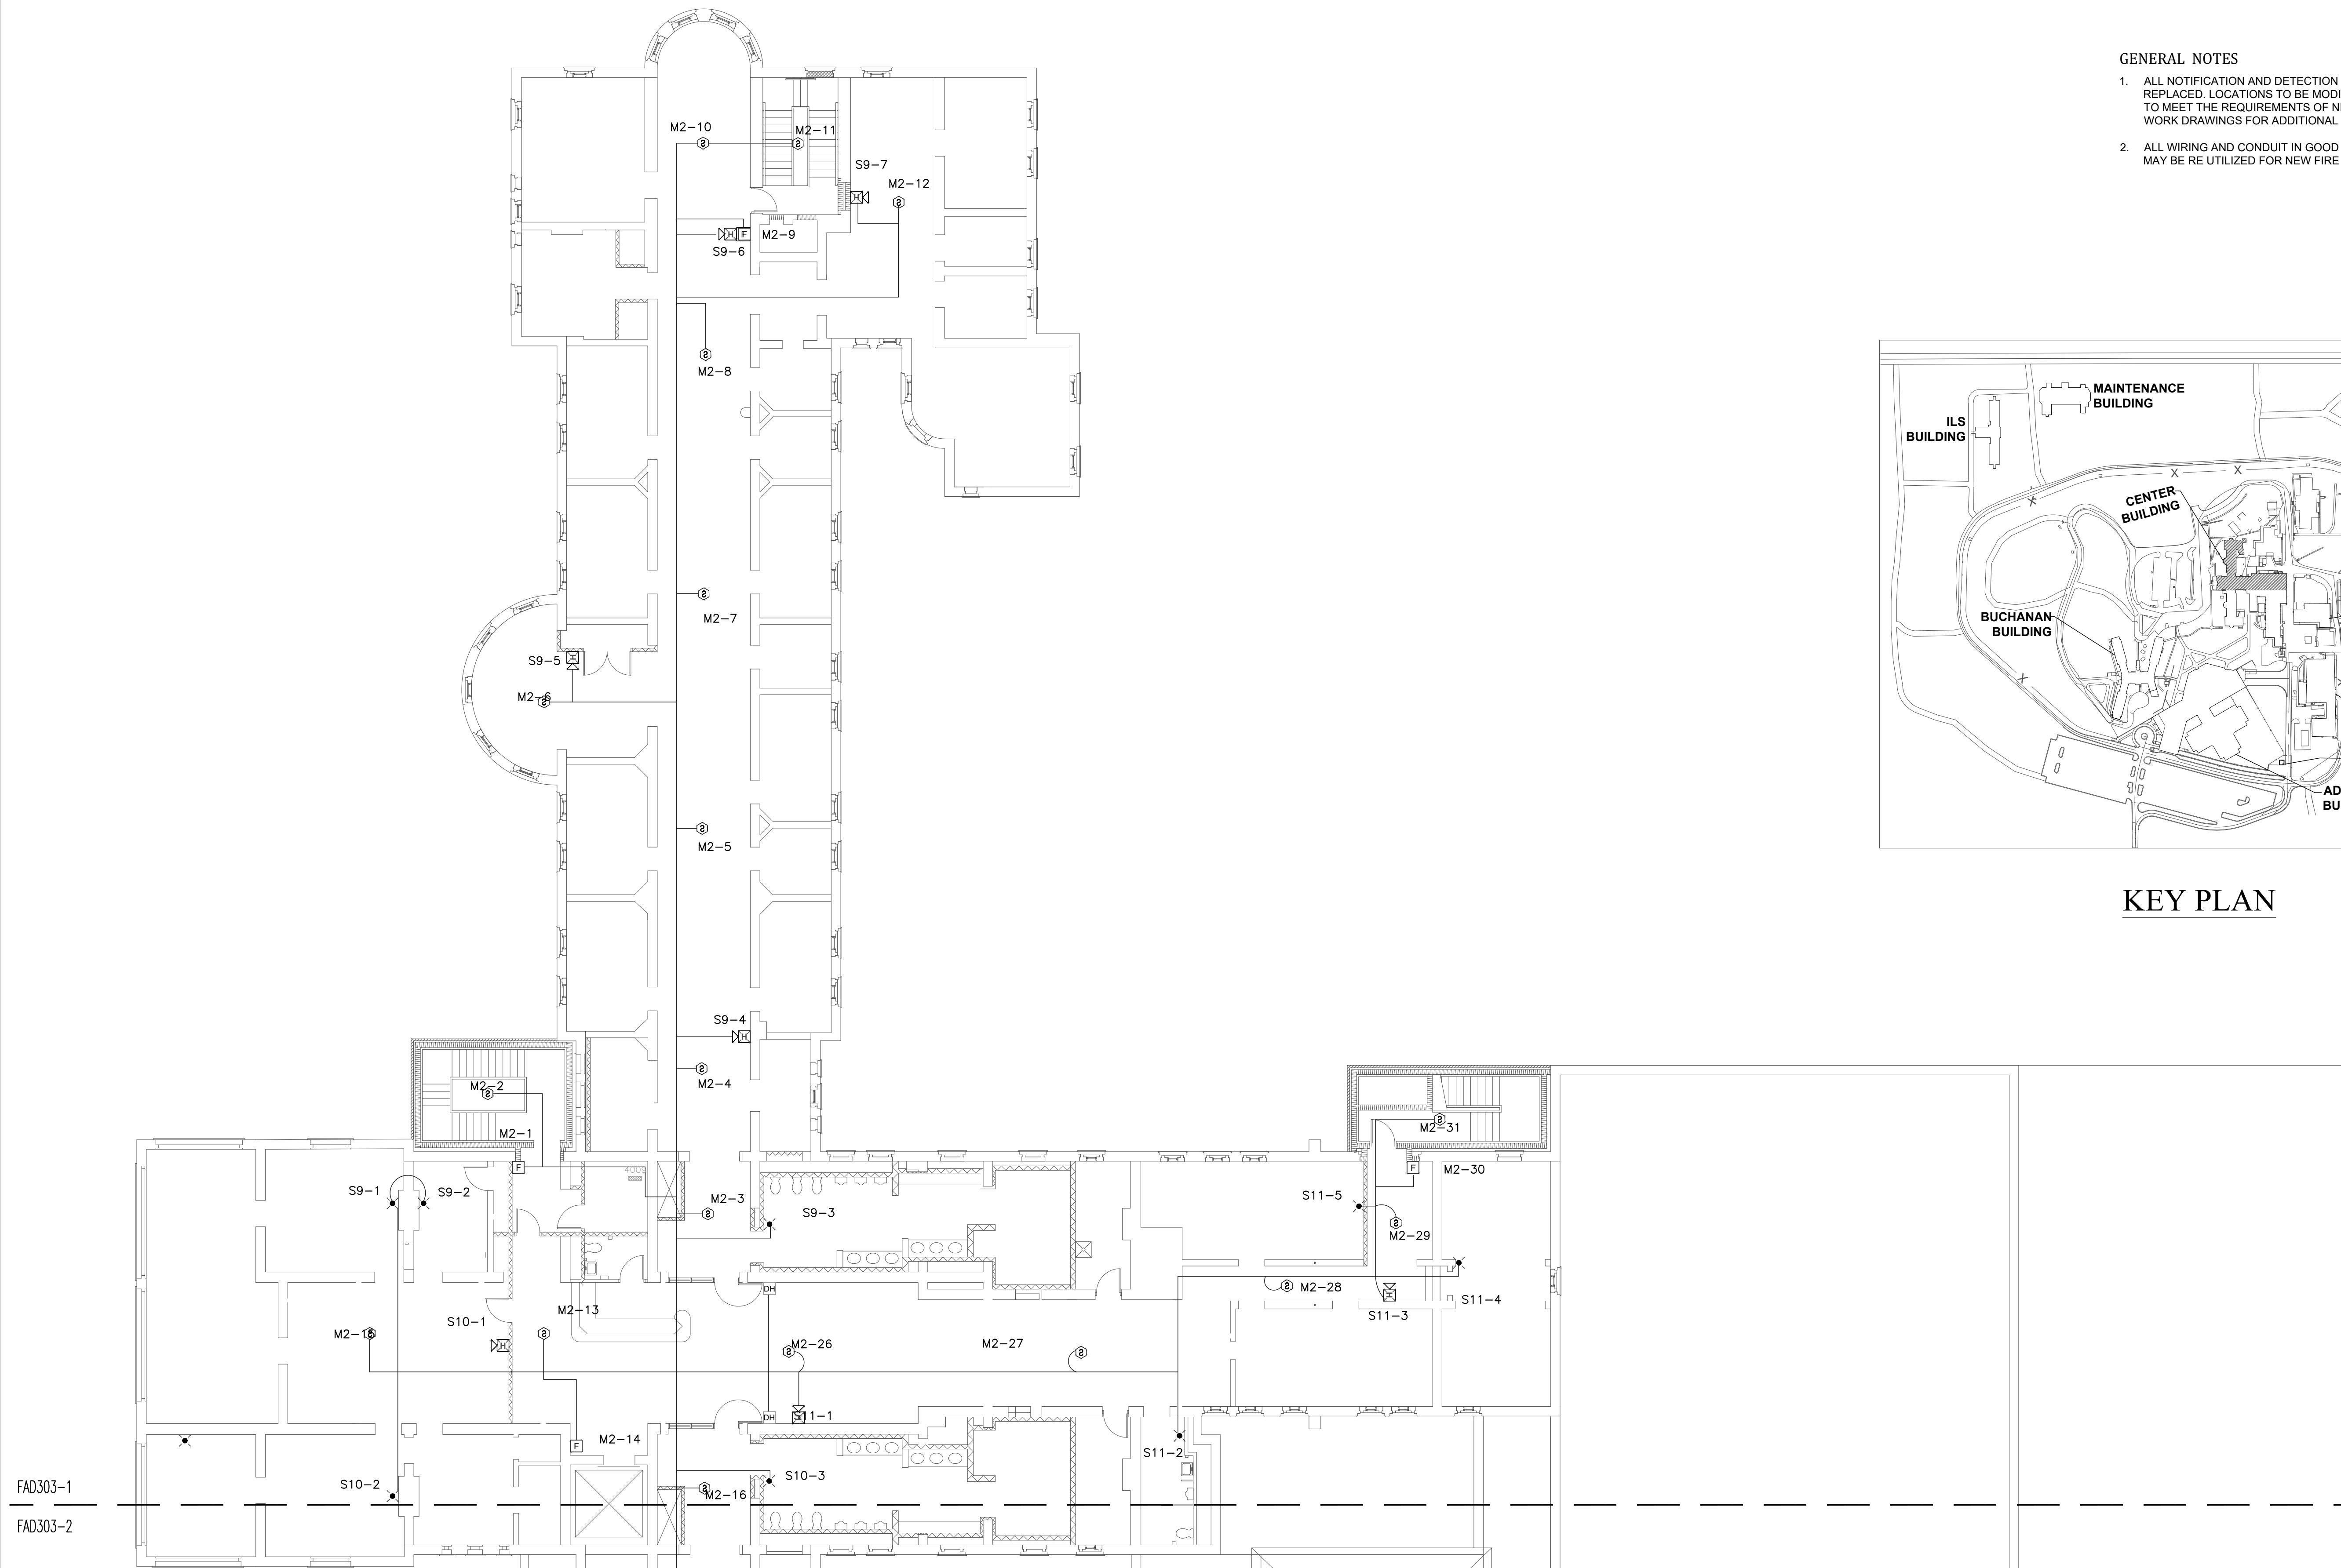 GENERAL NOTES
1. ALL NOTIFICATION AND DETECTION
REPLACED. LOCATIONS TO BE
TO MEET THE REQUIREMENTS OF
WORK DRAWINGS FOR ADDITIONAL
2. ALL WIRING AND CONDUIT IN GOOD
MAY BE RE UTILIZED FOR NEW FIRE
M2-10
M2-11
S9-7
M2-12
H
H F M2-9
S9-6
M2-8
MAINTENANCE
BUILDING
ILS
BUILDING
X X
X
CENTER
BUILDING
BUCHANAN
BUILDING
X
KEY PLAN
M2-7
S9-5
H
M2-6
M2-5
S9-4
H
M2-4
M2-2
M2-1
F
4009
M2-3
S9-1
S9-2
S9-3
M2-31
F
M2-30
S11-5
M2-29
DH
M2-28
H
S11-3
S11-4
M2-13
S10-1
H
M2-15
M2-26
M2-27
DH
S11-1
F
M2-14
S11-2
S10-2
S10-3
M2-16
FAD303-1
FAD303-2